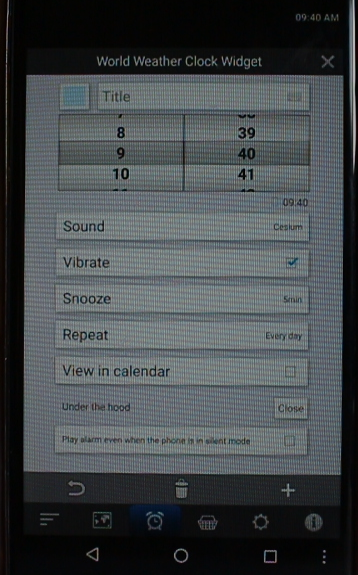 09:40 AM
World Weather Clock Widget
Title
8 39
9 40
10 41
09:40
Sound Cesium
Vibrate
Snooze 5min
Repeat Every day
View in calendar
Under the hood Close
Play alarm even when the phone is in silent mode